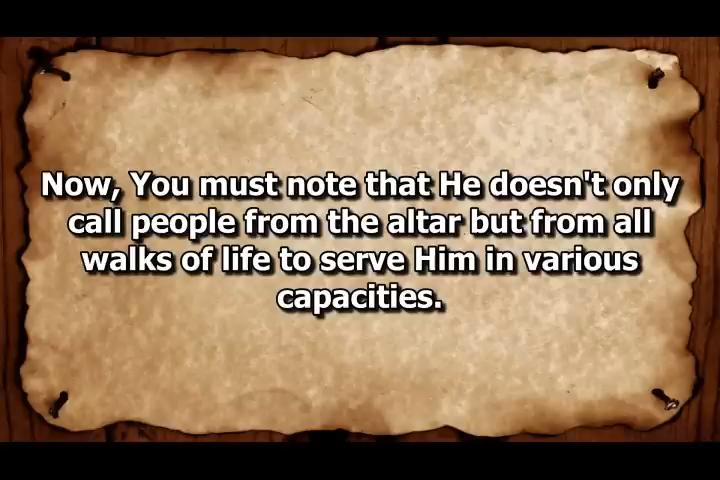 Now, You must note that He doesn't only
call people from the altar but from all
walks of life to serve Him in various
capacities.